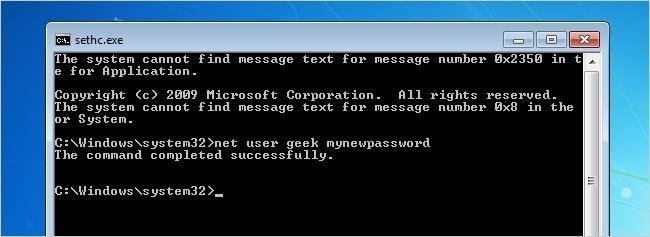 sethc.exe
The system cannot find message text for message number 0x2350 in t
e for Application.
Copyright (c) 2009 Microsoft Corporation.  All rights reserved.
The system cannot find message text for message number 0x8 in the
or System.
C:\Windows\system32>net user geek mynewpassword
The command completed successfully.
C:\Windows\system32>_